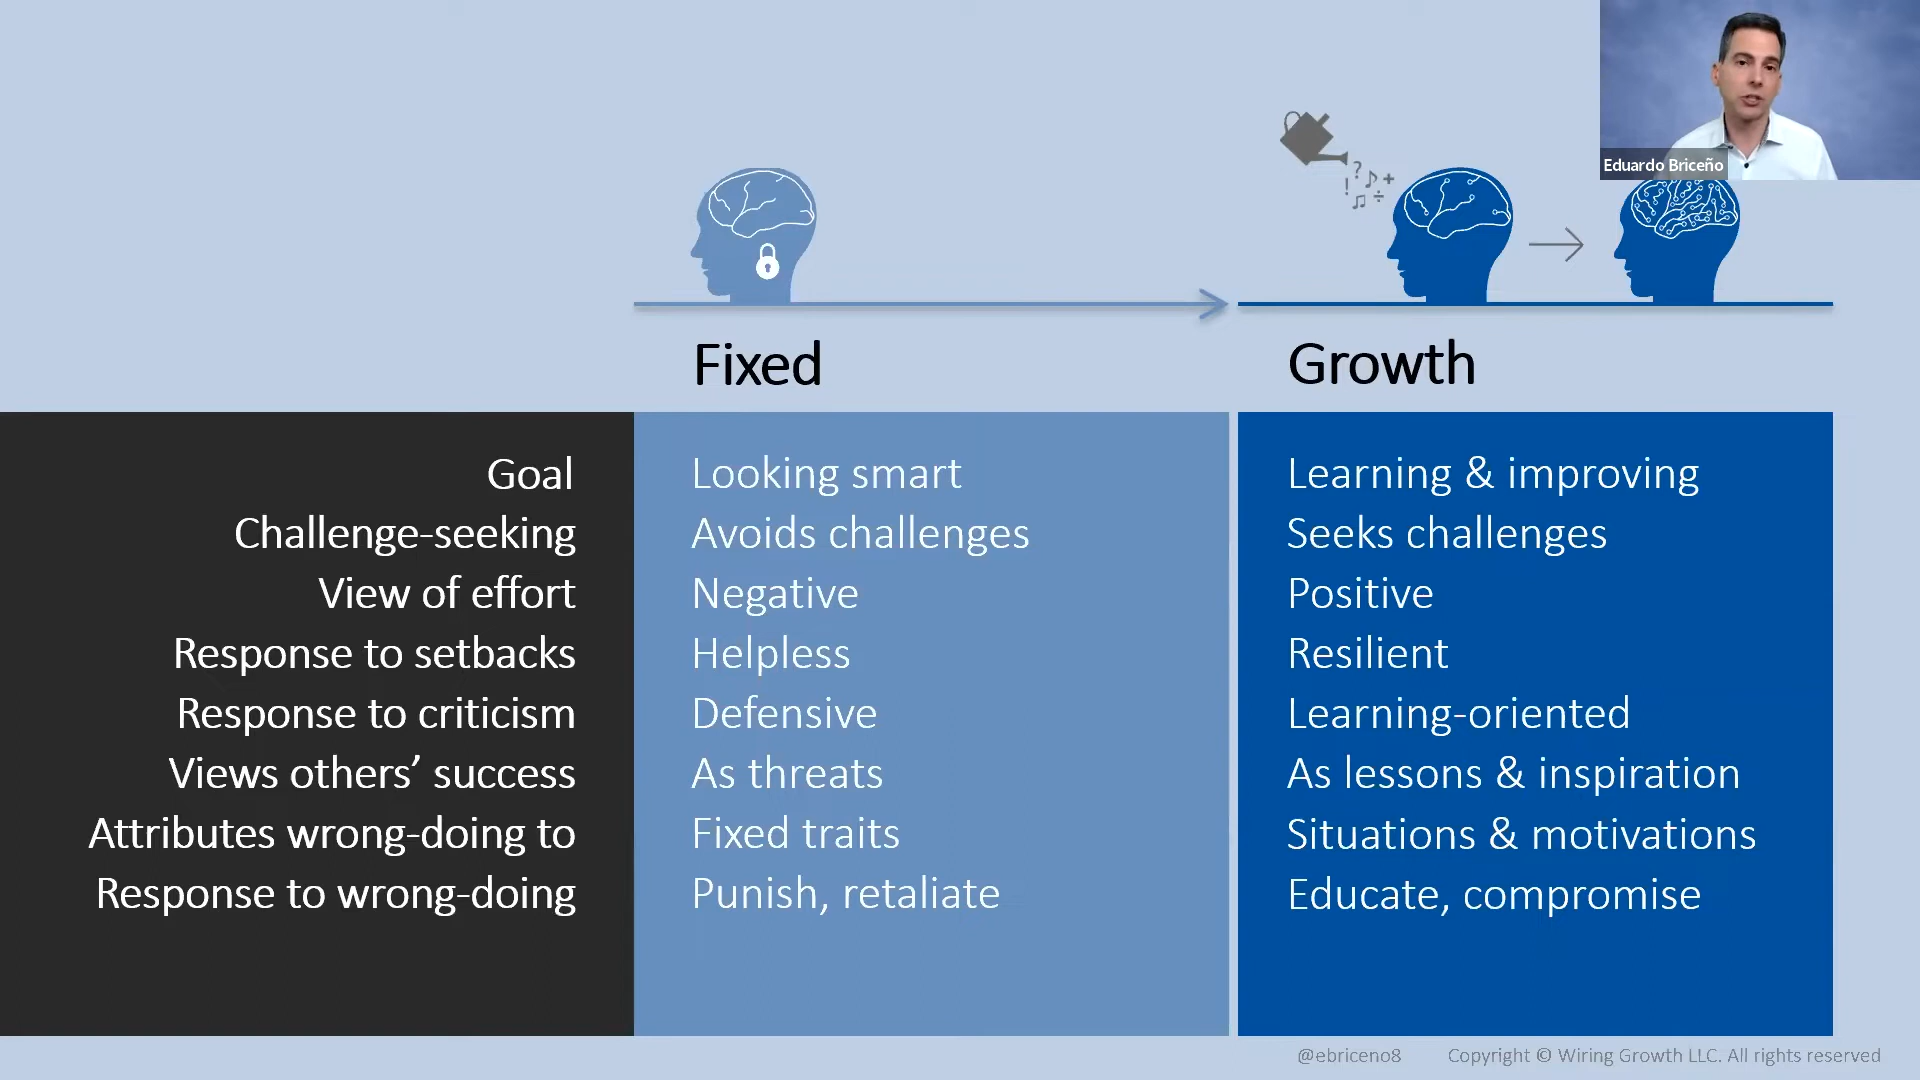 Eduardo Briceño
Fixed
Growth
Goal
Looking smart
Learning & improving
Challenge-seeking
Avoids challenges
Seeks challenges
View of effort
Negative
Positive
Response to setbacks
Helpless
Resilient
Response to criticism
Defensive
Learning-oriented
Views others’ success
As threats
As lessons & inspiration
Attributes wrong-doing to
Fixed traits
Situations & motivations
Response to wrong-doing
Punish, retaliate
Educate, compromise
@ebriceno8
Copyright © Wiring Growth LLC. All rights reserved